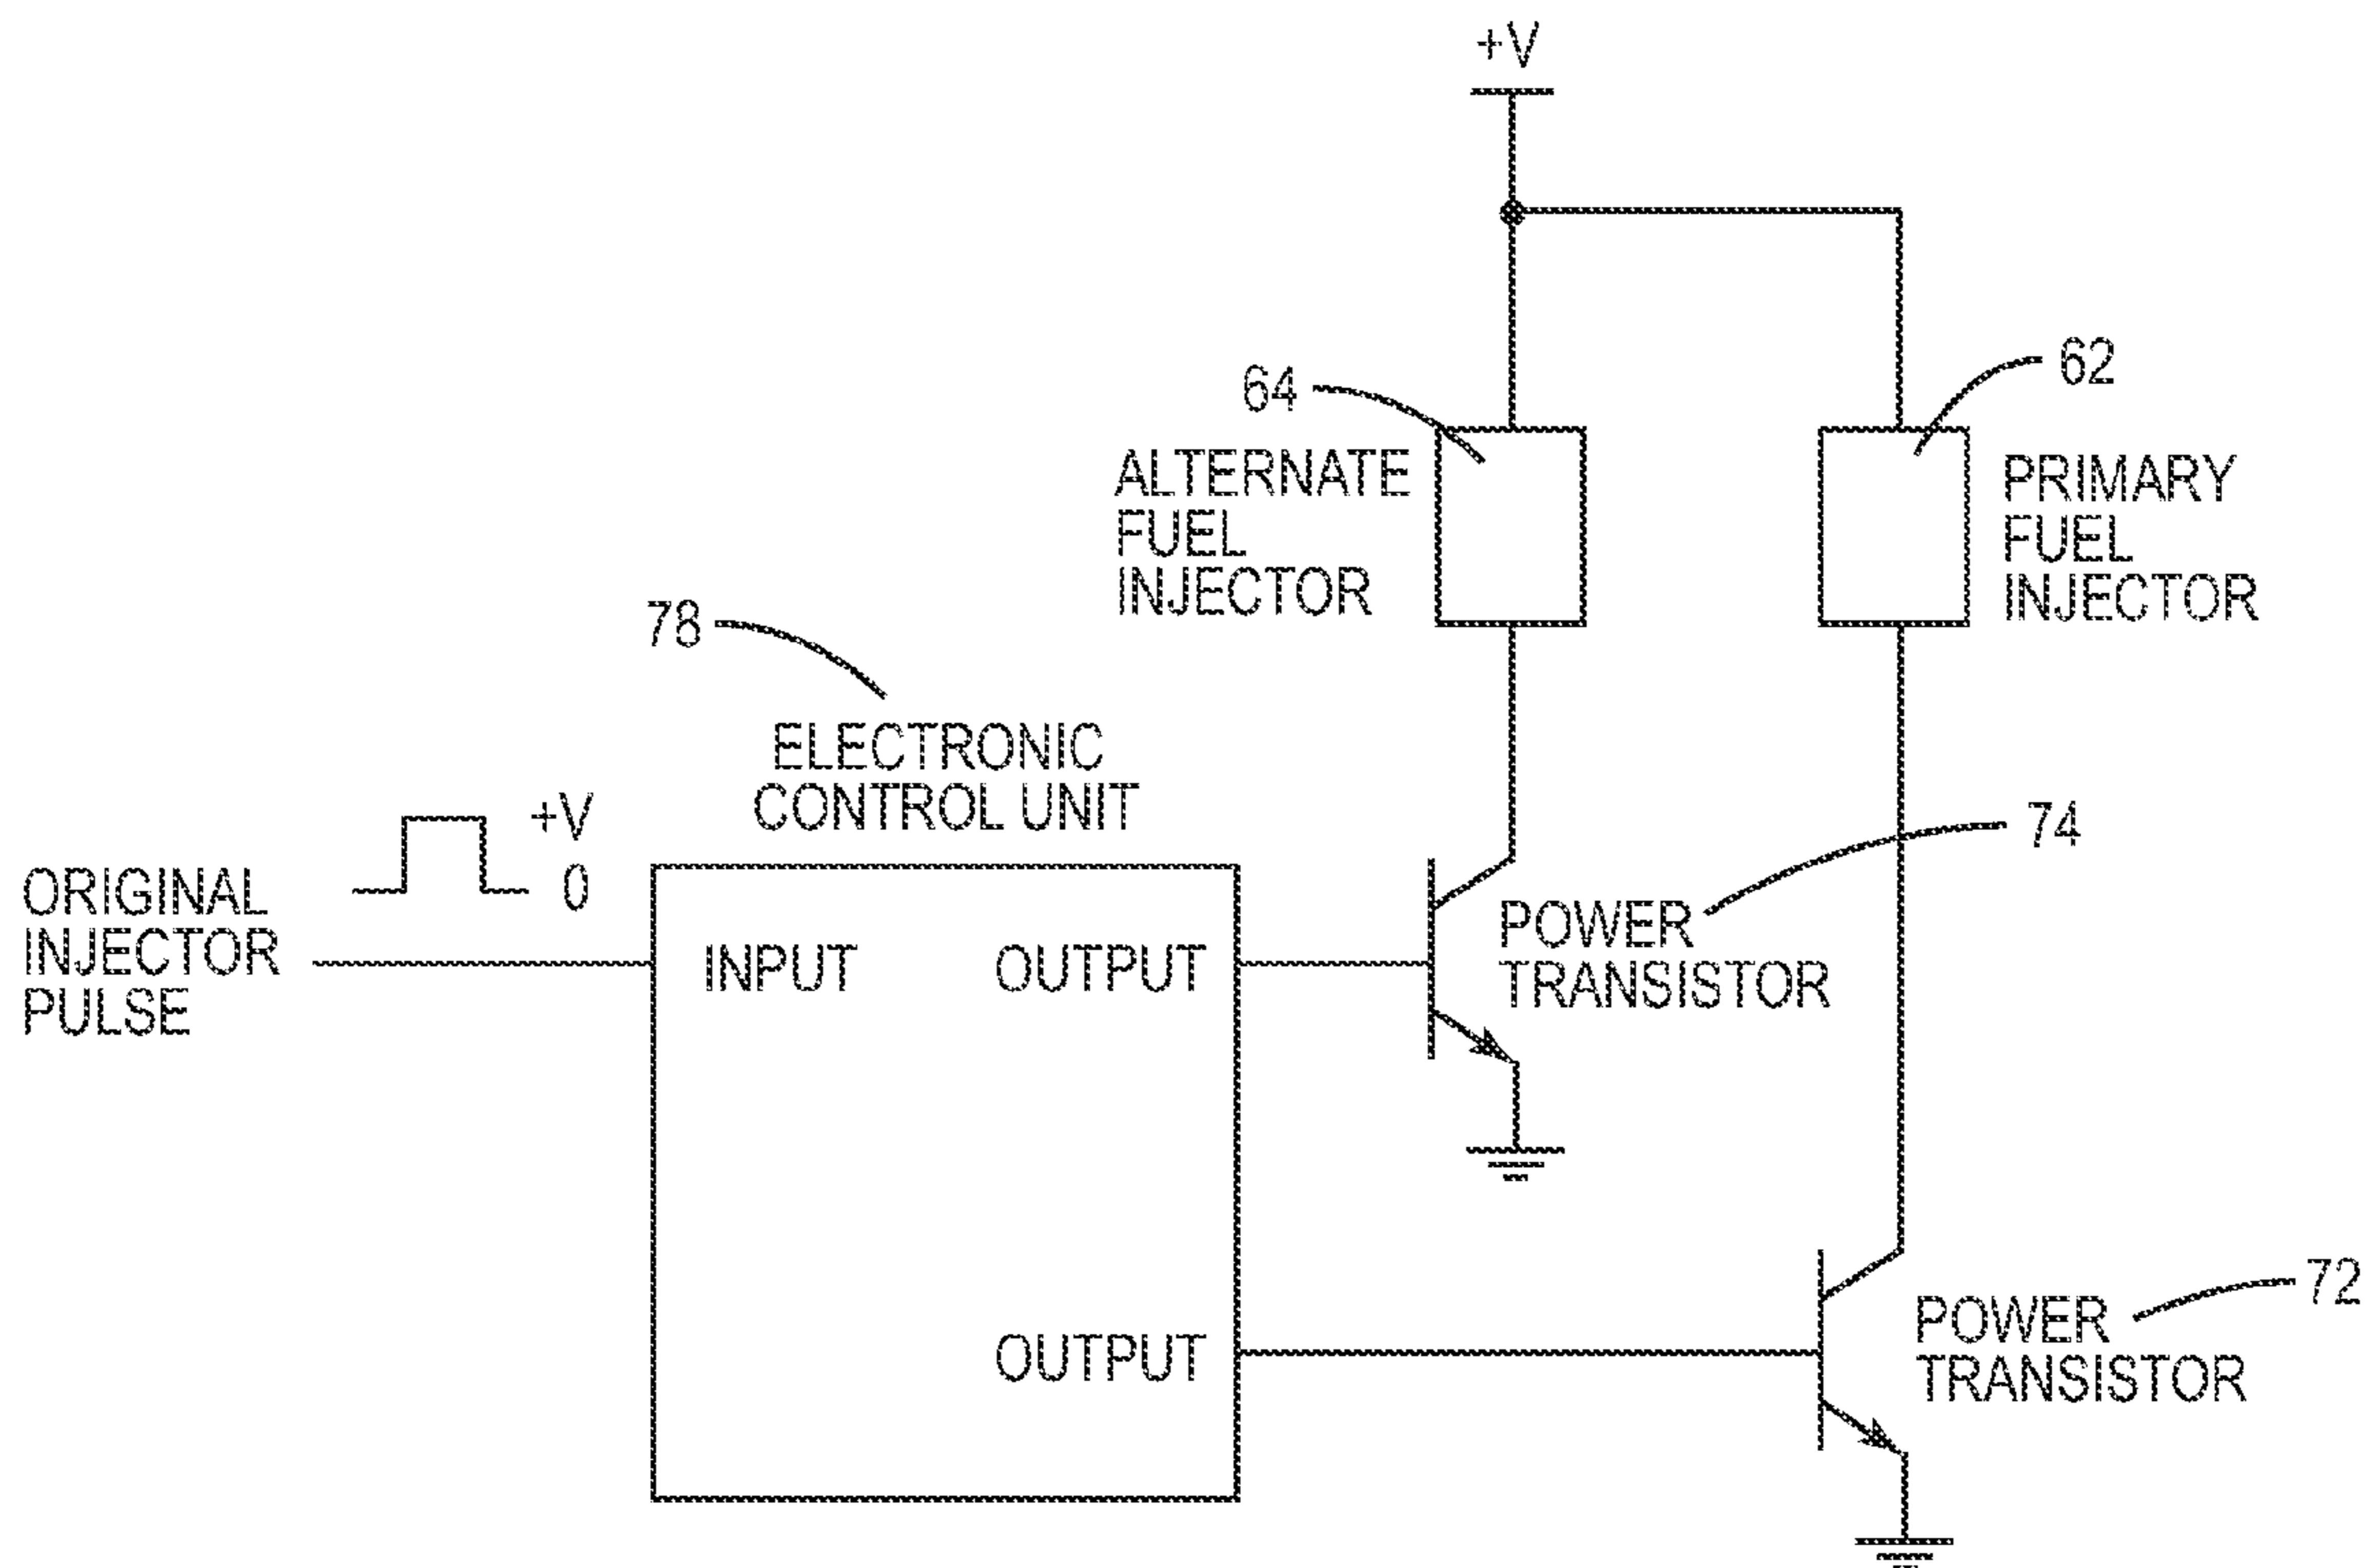 +V
64
62
ALTERNATE
FUEL
INJECTOR
PRIMARY
FUEL
INJECTOR
78
ELECTRONIC
CONTROL UNIT
+V
0
ORIGINAL
INJECTOR
PULSE
INPUT
OUTPUT
74
POWER
TRANSISTOR
OUTPUT
72
POWER
TRANSISTOR